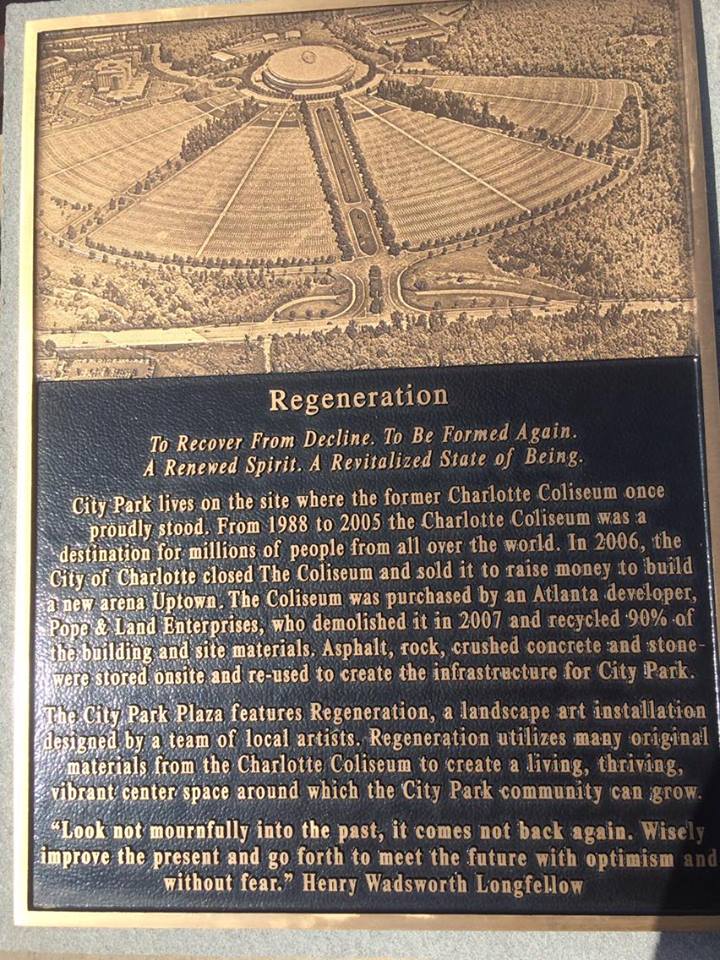 Regeneration
To Recover From Decline. To Be Formed Again.
A Renewed Spirit. A Revitalized State of Being.
City Park lives on the site where the former Charlotte Coliseum once
proudly stood. From 1988 to 2005 the Charlotte Coliseum was a
destination for millions of people from all over the world. In 2006, the
City of Charlotte closed The Coliseum and sold it to raise money to build
a new arena Uptown. The Coliseum was purchased by an Atlanta developer,
Pope & Land Enterprises, who demolished it in 2007 and recycled 90% of
the building and site materials. Asphalt, rock, crushed concrete and stone
were stored onsite and re-used to create the infrastructure for City Park.
The City Park Plaza features Regeneration, a landscape art installation
designed by a team of local artists. Regeneration utilizes many original
materials from the Charlotte Coliseum to create a living, thriving,
vibrant center space around which the City Park community can grow.
“Look not mournfully into the past, it comes not back again. Wisely
improve the present and go forth to meet the future with optimism and
without fear.” Henry Wadsworth Longfellow